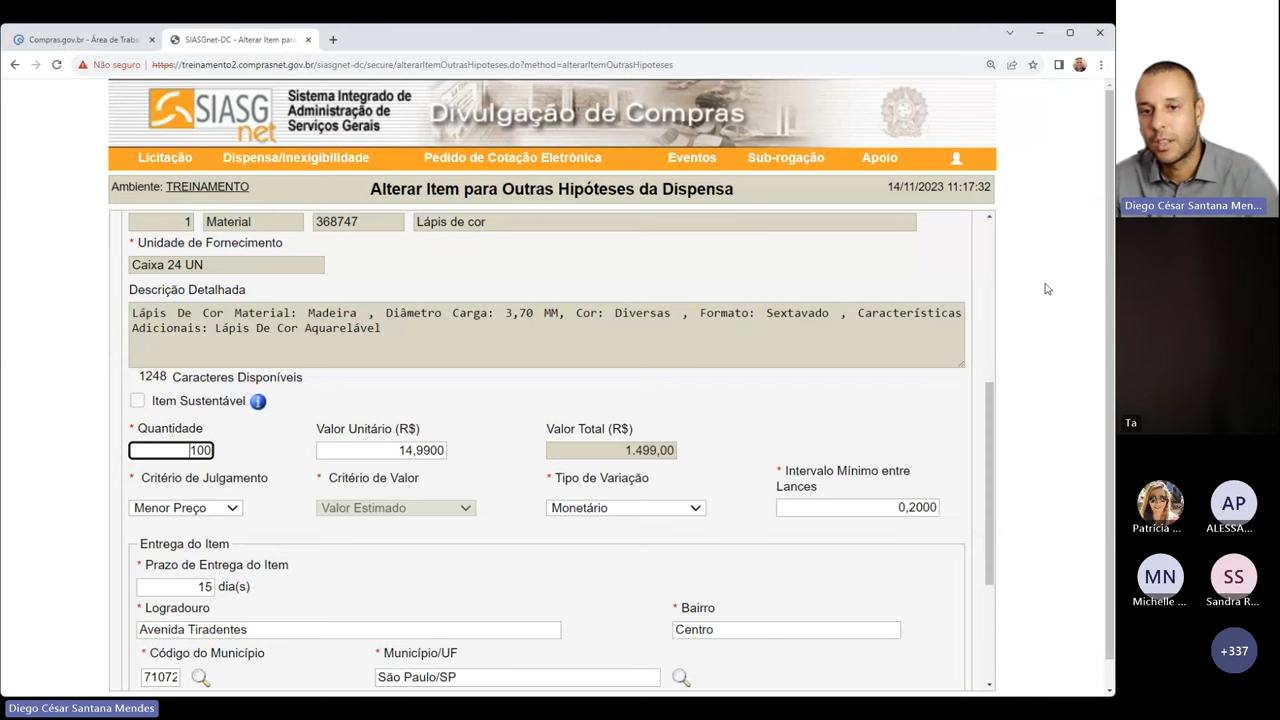 Compras.gov.br - Área de Traba
SIASGnet-DC - Alterar Item para
Não seguro
https://treinamento2.comprasnet.gov.br/siasgnet-dc/secure/alterarItemOutrasHipoteses.do?method=alterarItemOutrasHipoteses
SIASG
net
Sistema Integrado de
Administração de
Serviços Gerais
Divulgação de Compras
Licitação Dispensa/Inexigibilidade Pedido de Cotação Eletrônica Eventos Sub-rogação Apoio
Ambiente: TREINAMENTO
Alterar Item para Outras Hipóteses da Dispensa
14/11/2023 11:17:32
1 Material 368747 Lápis de cor
* Unidade de Fornecimento
Caixa 24 UN
Descrição Detalhada
Lápis De Cor Material: Madeira , Diâmetro Carga: 3,70 MM, Cor: Diversas , Formato: Sextavado , Características
Adicionais: Lápis De Cor Aquarelável
1248 Caracteres Disponíveis
Item Sustentável
* Quantidade Valor Unitário (R$) Valor Total (R$)
100 14,9900 1.499,00
* Critério de Julgamento * Critério de Valor * Tipo de Variação * Intervalo Mínimo entre
Lances
Menor Preço Valor Estimado Monetário 0,2000
Entrega do Item
* Prazo de Entrega do Item
15 dia(s)
* Logradouro * Bairro
Avenida Tiradentes Centro
* Código do Município * Município/UF
71072 São Paulo/SP
Diego César Santana Mendes
Diego César Santana Men...
Ta
Patrícia ...
AP
ALESSA...
MN
Michelle ...
SS
Sandra R...
+337